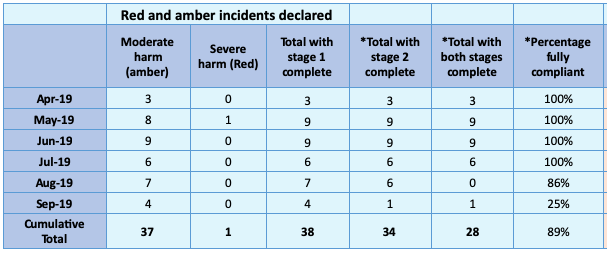 Red and amber incidents declared
Moderate harm (amber) Severe harm (Red) Total with stage 1 complete *Total with stage 2 complete *Total with both stages complete *Percentage fully compliant
Apr-19 3 0 3 3 3 100%
May-19 8 1 9 9 9 100%
Jun-19 9 0 9 9 9 100%
Jul-19 6 0 6 6 6 100%
Aug-19 7 0 7 6 0 86%
Sep-19 4 0 4 1 1 25%
Cumulative Total 37 1 38 34 28 89%